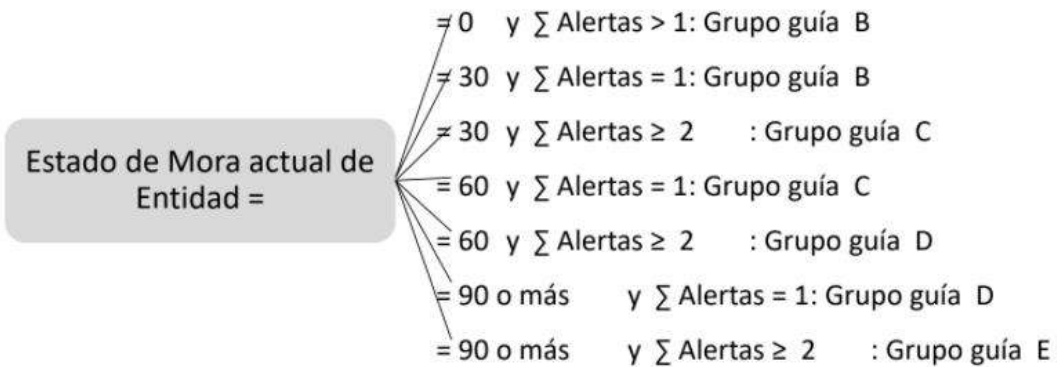 Estado de Mora actual de
Entidad =
= 0 y ∑ Alertas > 1: Grupo guía B
= 30 y ∑ Alertas = 1: Grupo guía B
= 30 y ∑ Alertas ≥ 2 : Grupo guía C
= 60 y ∑ Alertas = 1: Grupo guía C
= 60 y ∑ Alertas ≥ 2 : Grupo guía D
= 90 o más y ∑ Alertas = 1: Grupo guía D
= 90 o más y ∑ Alertas ≥ 2 : Grupo guía E